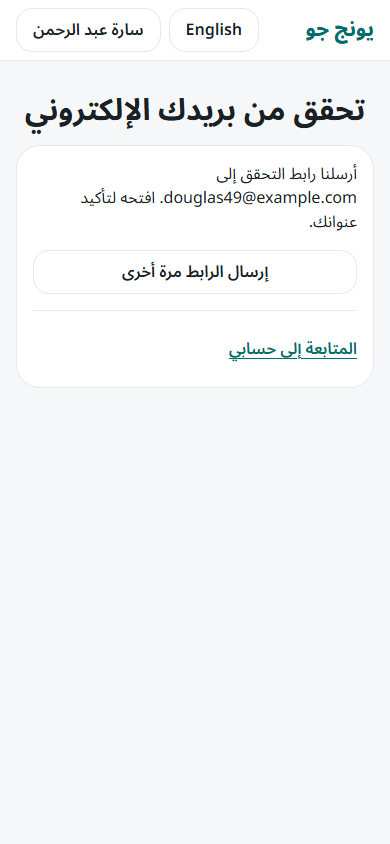 يونج جو
English
سارة عبد الرحمن
تحقق من بريدك الإلكتروني
أرسلنا رابط التحقق إلى
douglas49@example.com. افتحه لتأكيد
عنوانك.
إرسال الرابط مرة أخرى
المتابعة إلى حسابي